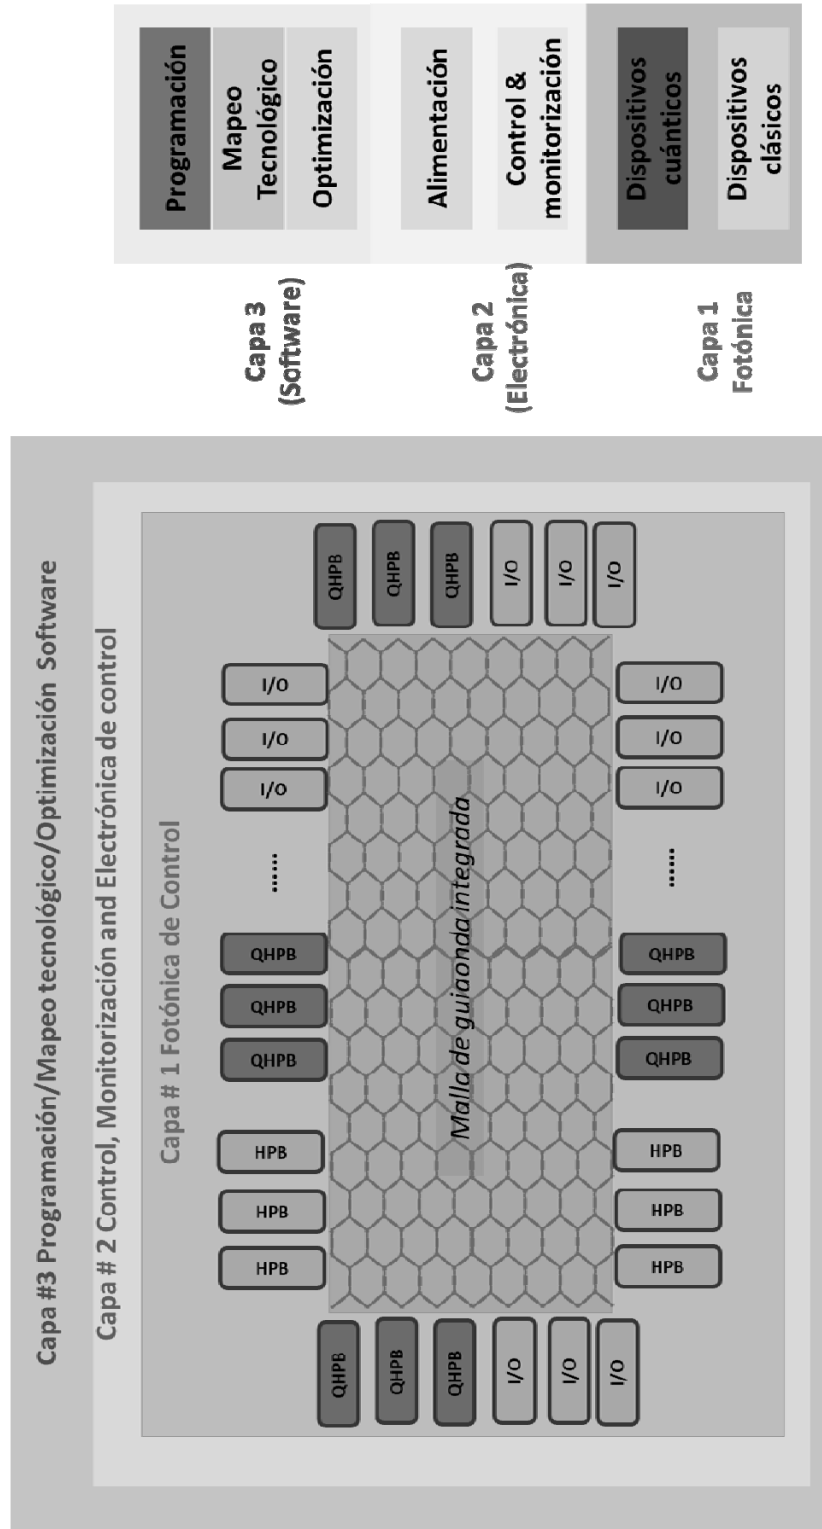 Capa #3 Programación/Mapeo tecnológico/Optimización Software
Capa # 2 Control, Monitorización and Electrónica de control
Capa # 1 Fotónica de Control
QHPB
QHPB
QHPB
I/O
I/O
I/O
HPB
HPB
HPB
QHPB
QHPB
QHPB
......
I/O
I/O
I/O
Malla de guiaonda integrada
HPB
HPB
HPB
QHPB
QHPB
QHPB
......
I/O
I/O
I/O
QHPB
QHPB
QHPB
I/O
I/O
I/O
Capa 3
(Software)
Programación
Mapeo
Tecnológico
Optimización
Capa 2
(Electrónica)
Alimentación
Control &
monitorización
Capa 1
Fotónica
Dispositivos
cuánticos
Dispositivos
clásicos